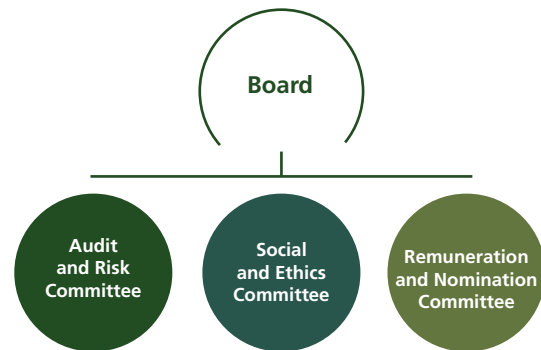 Board
Audit
and Risk
Committee
Social
and Ethics
Committee
Remuneration
and Nomination
Committee